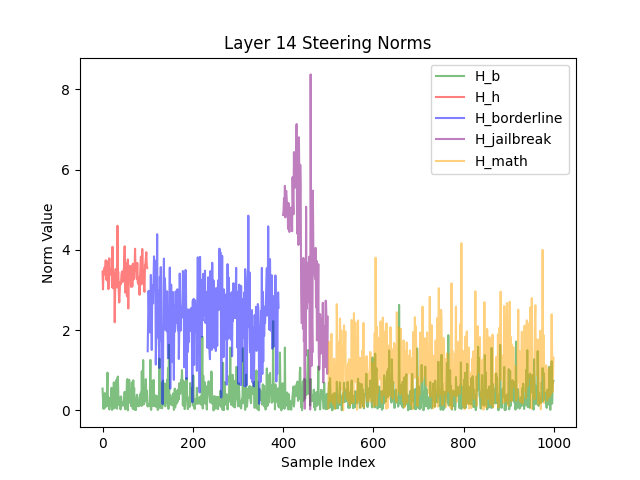 Layer 14 Steering Norms
H_b
H_h
H_borderline
H_jailbreak
H_math
Norm Value
8
6
4
2
0
0 200 400 600 800 1000
Sample Index